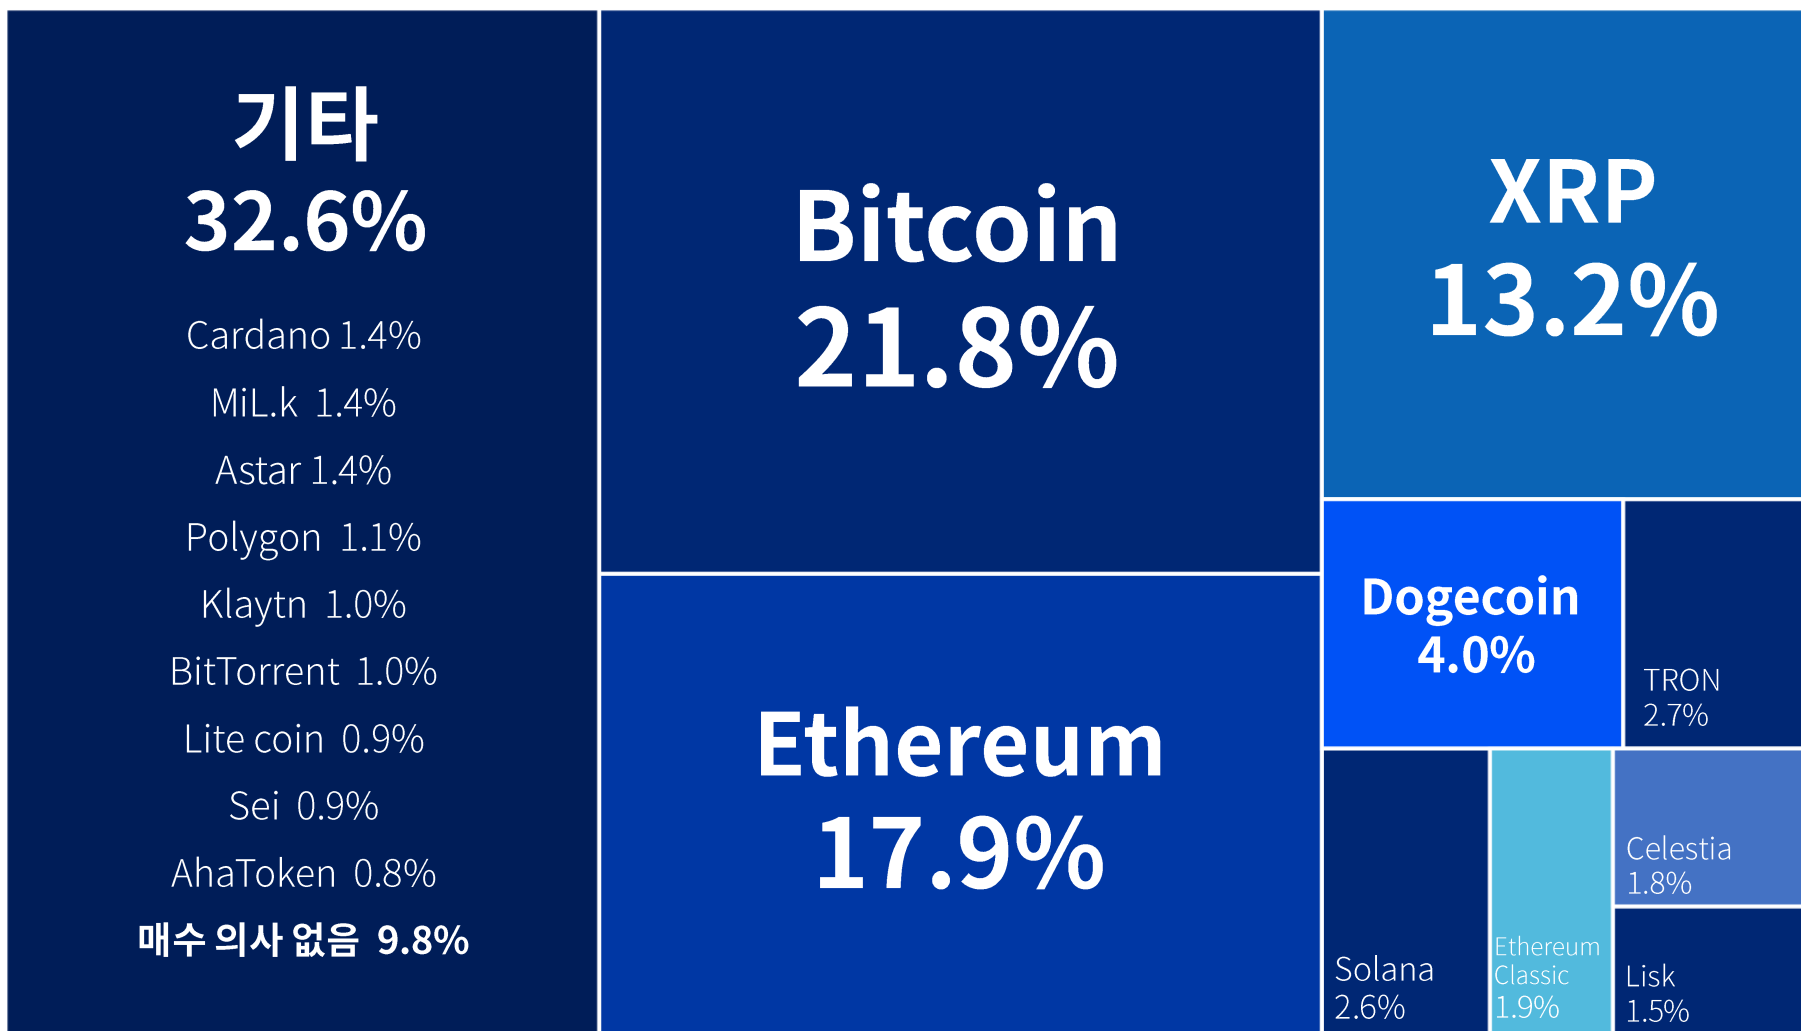 기타
32.6%
Cardano 1.4%
MiL.k 1.4%
Astar 1.4%
Polygon 1.1%
Klaytn 1.0%
BitTorrent 1.0%
Lite coin 0.9%
Sei 0.9%
AhaToken 0.8%
매수 의사 없음 9.8%
Bitcoin
21.8%
Ethereum
17.9%
XRP
13.2%
Dogecoin
4.0%
TRON
2.7%
Solana
2.6%
Ethereum
Classic
1.9%
Celestia
1.8%
Lisk
1.5%